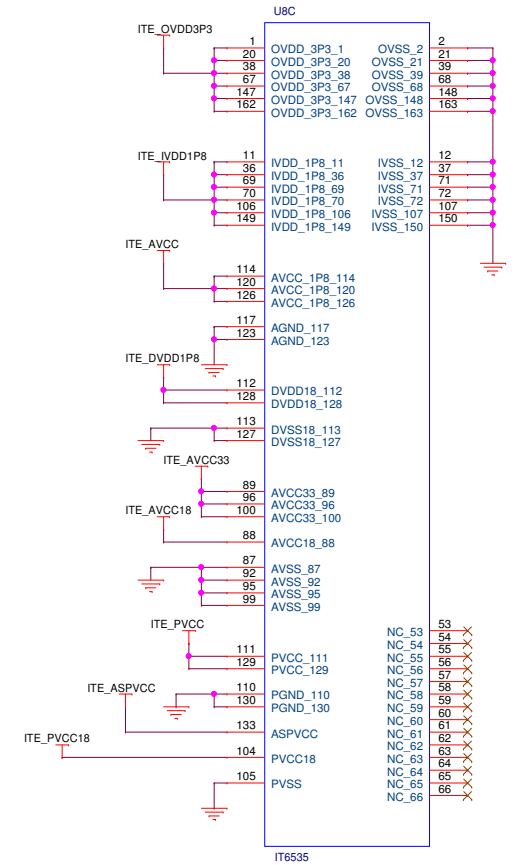 U8C
ITE_OVDD3P3
1 OVDD_3P3_1 OVSS_2 2
20 OVDD_3P3_20 OVSS_21 21
38 OVDD_3P3_38 OVSS_39 39
67 OVDD_3P3_67 OVSS_68 68
147 OVDD_3P3_147 OVSS_148 148
162 OVDD_3P3_162 OVSS_163 163
ITE_IVDD1P8
11 IVDD_1P8_11 IVSS_12 12
36 IVDD_1P8_36 IVSS_37 37
69 IVDD_1P8_69 IVSS_71 71
70 IVDD_1P8_70 IVSS_72 72
106 IVDD_1P8_106 IVSS_107 107
149 IVDD_1P8_149 IVSS_150 150
ITE_AVCC
114 AVCC_1P8_114
120 AVCC_1P8_120
126 AVCC_1P8_126
117 AGND_117
123 AGND_123
ITE_DVDD1P8
112 DVDD18_112
128 DVDD18_128
113 DVSS18_113
127 DVSS18_127
ITE_AVCC33
89 AVCC33_89
96 AVCC33_96
100 AVCC33_100
ITE_AVCC18
88 AVCC18_88
87 AVSS_87
92 AVSS_92
95 AVSS_95
99 AVSS_99
ITE_PVCC
NC_53 53
NC_54 54
111 PVCC_111 NC_55 55
129 PVCC_129 NC_56 56
NC_57 57
ITE_ASPVCC
110 PGND_110 NC_58 58
130 PGND_130 NC_59 59
NC_60 60
133 ASPVCC NC_61 61
ITE_PVCC18
NC_62 62
104 PVCC18 NC_63 63
NC_64 64
105 PVSS NC_65 65
NC_66 66
IT6535